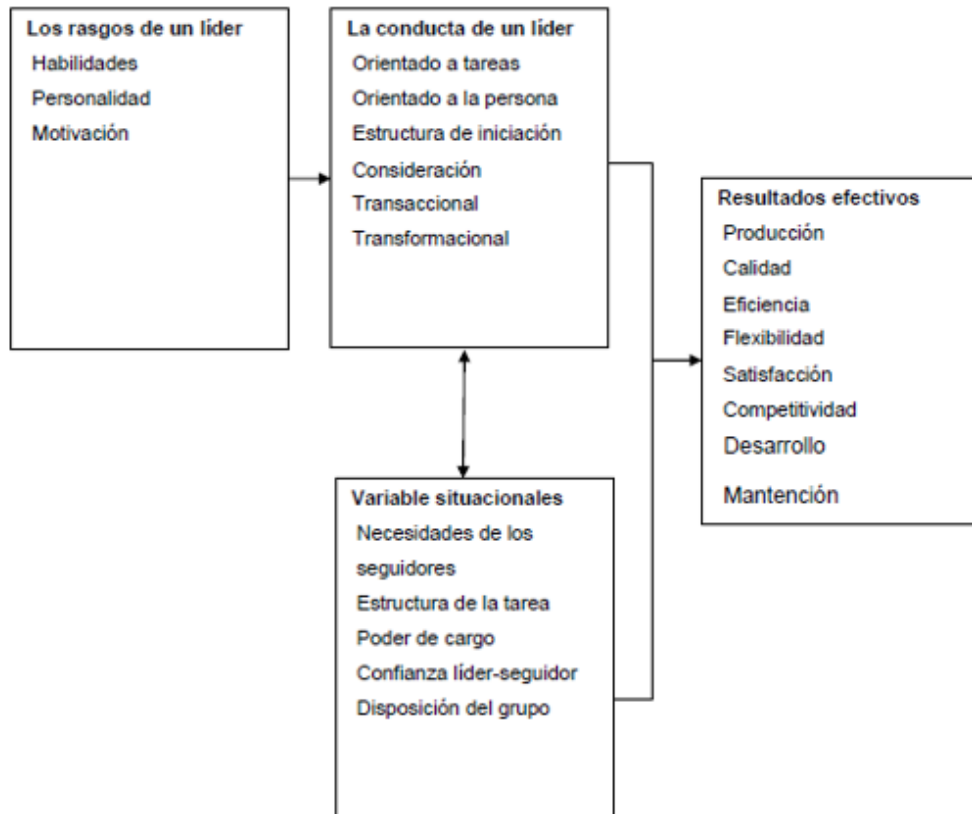 Los rasgos de un líder
Habilidades
Personalidad
Motivación
La conducta de un líder
Orientado a tareas
Orientado a la persona
Estructura de iniciación
Consideración
Transaccional
Transformacional
Resultados efectivos
Producción
Calidad
Eficiencia
Flexibilidad
Satisfacción
Competitividad
Desarrollo
Mantención
Variable situacionales
Necesidades de los
seguidores
Estructura de la tarea
Poder de cargo
Confianza líder-seguidor
Disposición del grupo